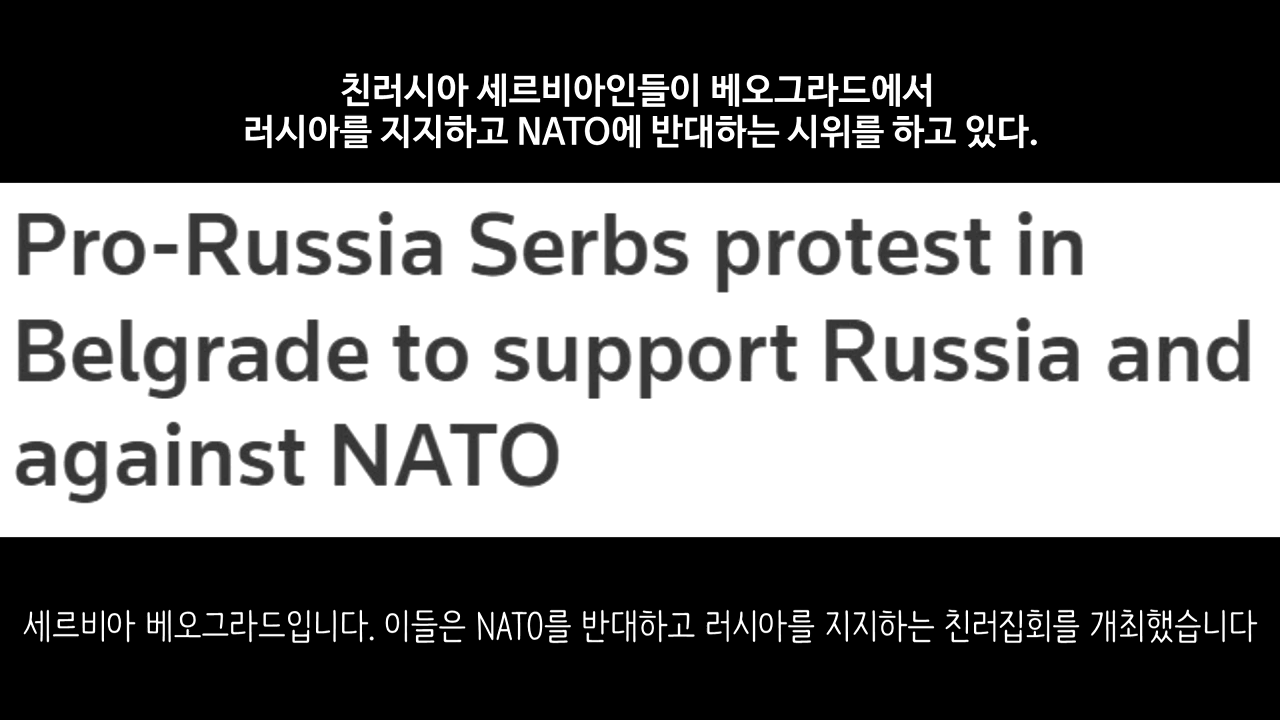 친러시아 세르비아인들이 베오그라드에서
러시아를 지지하고 NATO에 반대하는 시위를 하고 있다.
Pro-Russia Serbs protest in
Belgrade to support Russia and
against NATO
세르비아 베오그라드입니다. 이들은 NATO를 반대하고 러시아를 지지하는 친러집회를 개최했습니다